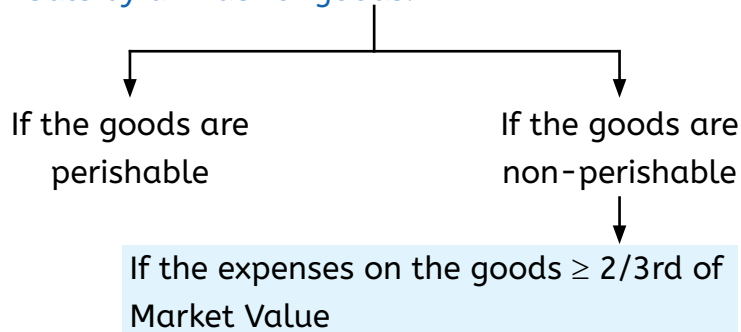 goods.
If the goods are
perishable
If the goods are
non-perishable
If the expenses on the goods ≥ 2/3rd of
Market Value